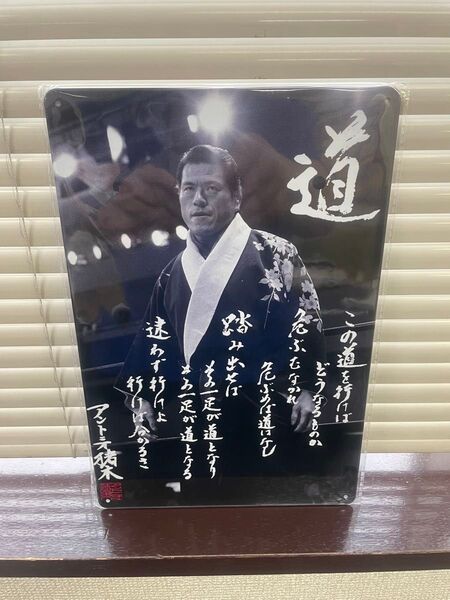 道
この道を行けば
どうなるものか
危ぶむなかれ
危ぶめば道はなし
踏み出せば
その一足が道となり
その一足が道となる
迷わず行けよ
行けば分かるさ
アントニオ猪木